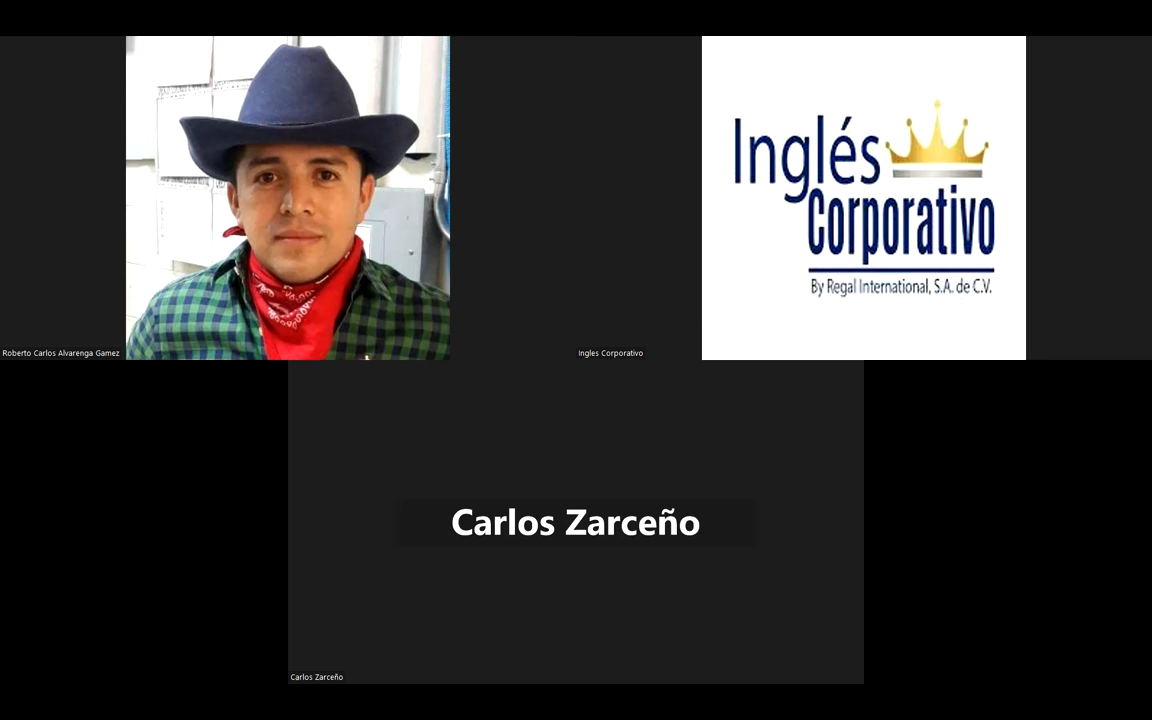 Inglés
Corporativo
By Regal International, S.A. de C.V.
Roberto Carlos Alvarenga Gamez
Ingles Corporativo
Carlos Zarceño
Carlos Zarceño